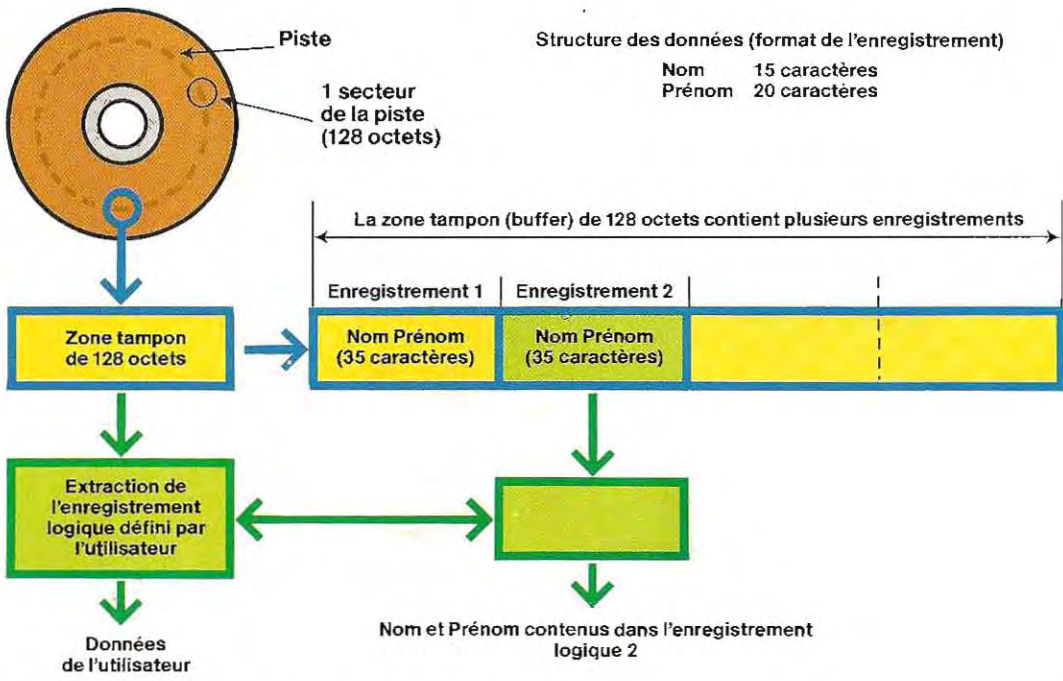 Piste
1 secteur
de la piste
(128 octets)
Structure des données (format de l'enregistrement)
Nom 15 caractères
Prénom 20 caractères
La zone tampon (buffer) de 128 octets contient plusieurs enregistrements
Enregistrement 1
Enregistrement 2
Zone tampon
de 128 octets
Nom Prénom
(35 caractères)
Nom Prénom
(35 caractères)
Extraction de
l'enregistrement
logique défini par
l'utilisateur
Données
de l'utilisateur
Nom et Prénom contenus dans l'enregistrement
logique 2